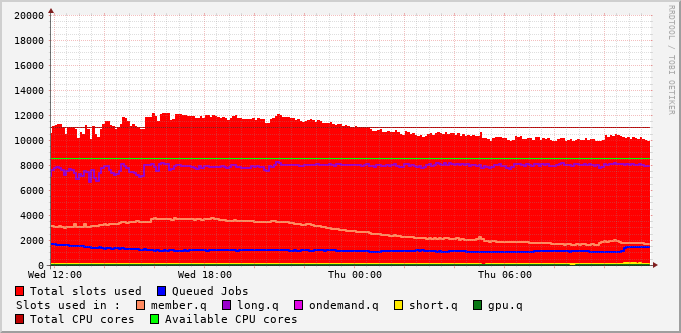 20000
18000
16000
14000
12000
10000
8000
6000
4000
2000
0
Wed 12:00 Wed 18:00 Thu 00:00 Thu 06:00
Total slots used Queued Jobs
Slots used in : member.q long.q ondemand.q short.q gpu.q
Total CPU cores Available CPU cores
RRDTOOL / TOBI OETIKER